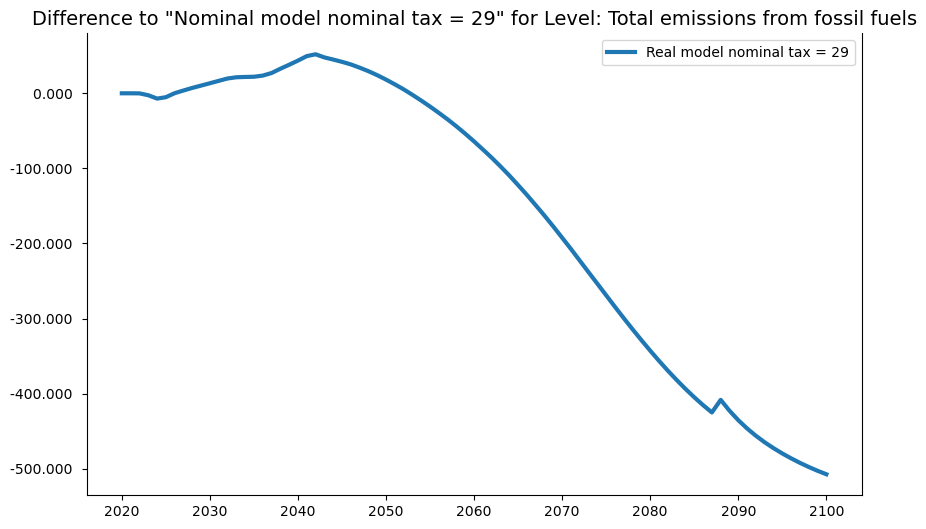 Difference to "Nominal model nominal tax = 29" for Level: Total emissions from fossil fuels
Real model nominal tax = 29
0.000
-100.000
-200.000
-300.000
-400.000
-500.000
2020 2030 2040 2050 2060 2070 2080 2090 2100